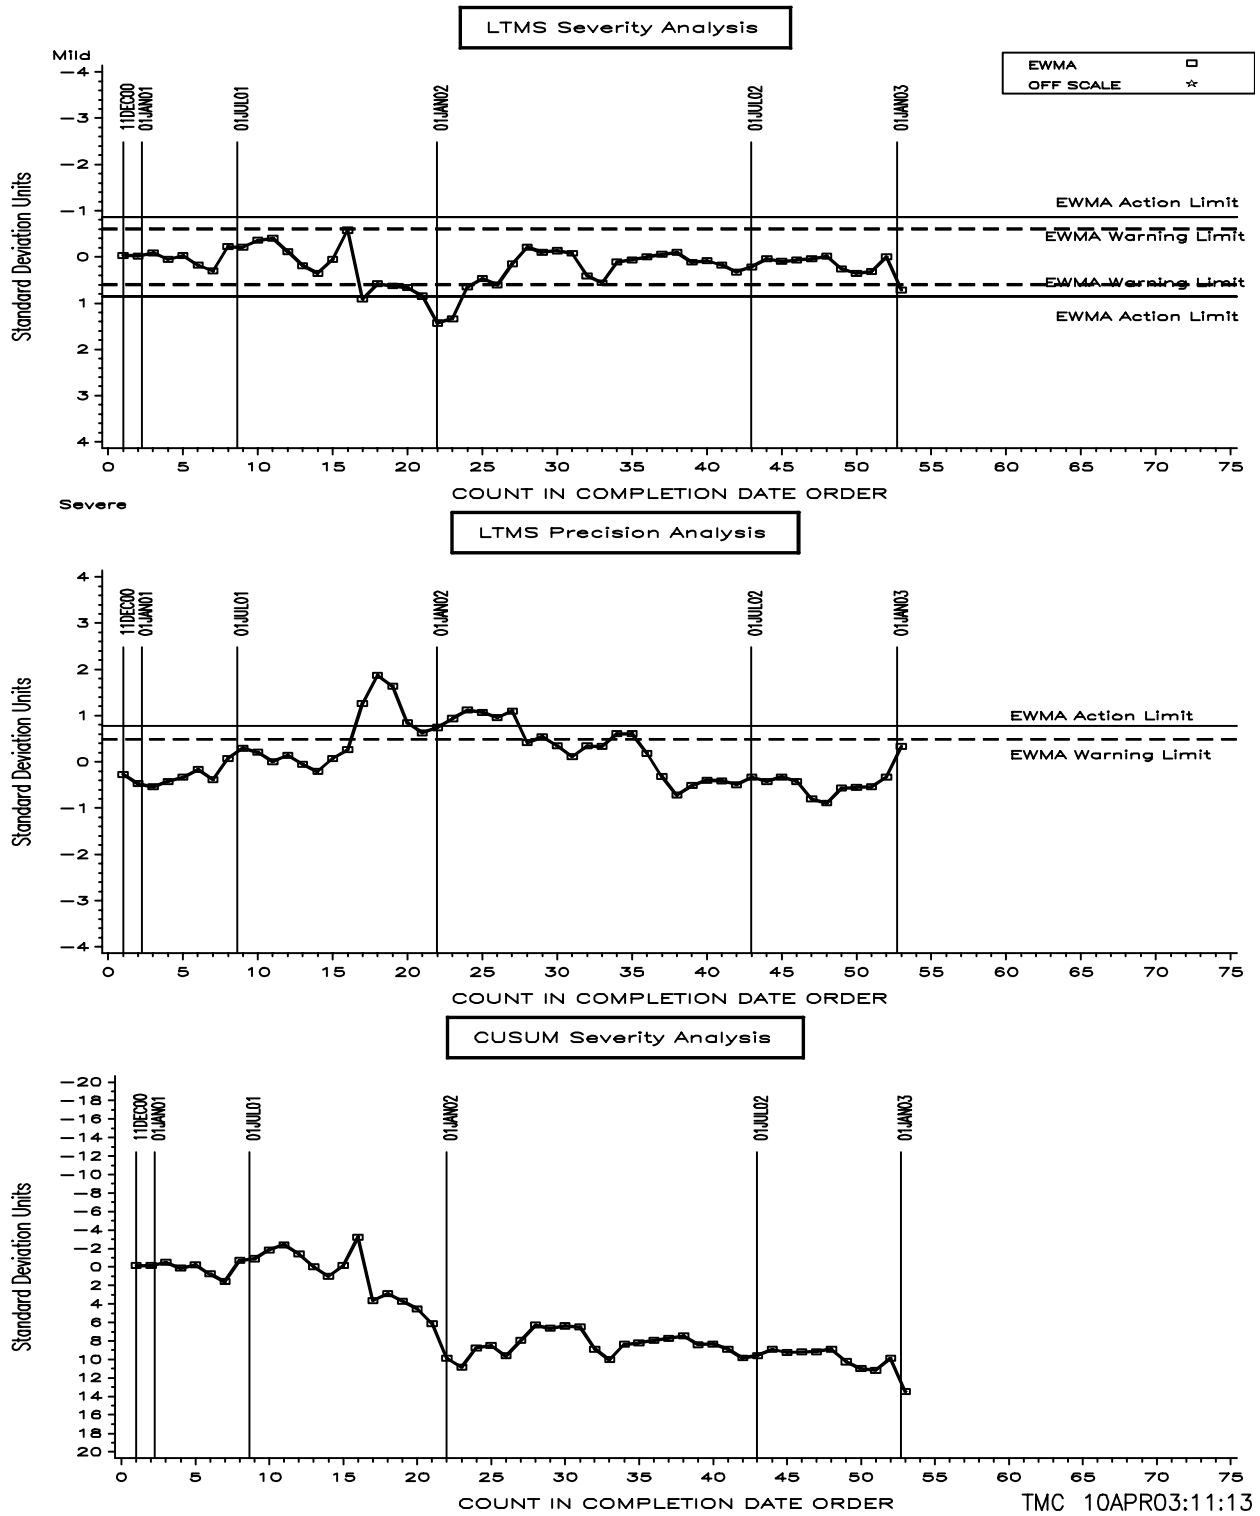 LTMS Severity Analysis
Mild
EWMA
OFF SCALE
-4
-3
-2
-1
0
1
2
3
4
Standard Deviation Units
11DEC00
01JAN01
01JUL01
01JAN02
01JUL02
01JAN03
EWMA Action Limit
EWMA Warning Limit
EWMA Warning Limit
EWMA Action Limit
0 5 10 15 20 25 30 35 40 45 50 55 60 65 70 75
COUNT IN COMPLETION DATE ORDER
Severe
LTMS Precision Analysis
4
3
2
1
0
-1
-2
-3
-4
Standard Deviation Units
11DEC00
01JAN01
01JUL01
01JAN02
01JUL02
01JAN03
EWMA Action Limit
EWMA Warning Limit
0 5 10 15 20 25 30 35 40 45 50 55 60 65 70 75
COUNT IN COMPLETION DATE ORDER
CUSUM Severity Analysis
-20
-18
-16
-14
-12
-10
-8
-6
-4
-2
0
2
4
6
8
10
12
14
16
18
20
Standard Deviation Units
11DEC00
01JAN01
01JUL01
01JAN02
01JUL02
01JAN03
0 5 10 15 20 25 30 35 40 45 50 55 60 65 70 75
COUNT IN COMPLETION DATE ORDER
TMC 10APR03:11:13